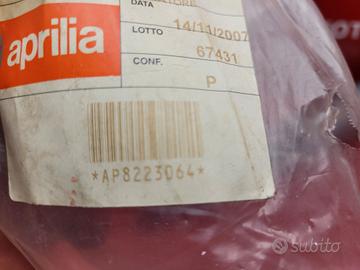 DATA 14/11/2007
aprilia
LOTTO 67431
CONF. P
*AP8223064*
subito